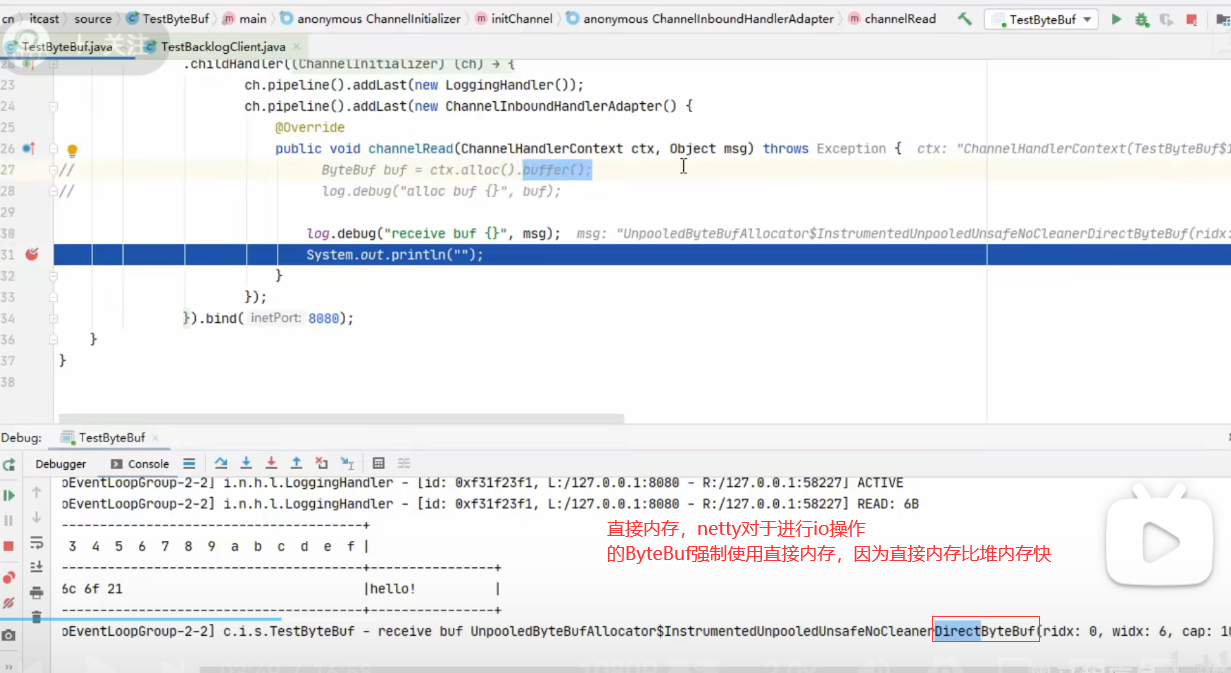 cn itcast source TestByteBuf main anonymous ChannelInitializer initChannel anonymous ChannelInboundHandlerAdapter channelRead TestByteBuf
TestByteBuf.java 关注 TestBacklogClient.java
.childHandler((ChannelInitializer) (ch) → {
23 ch.pipeline().addLast(new LoggingHandler());
24 ch.pipeline().addLast(new ChannelInboundHandlerAdapter() {
25 @Override
26 public void channelRead(ChannelHandlerContext ctx, Object msg) throws Exception { ctx: "ChannelHandlerContext(TestByteBuf$1
27 // ByteBuf buf = ctx.alloc().buffer();
28 // log.debug("alloc buf {}", buf);
29
30 log.debug("receive buf {}", msg); msg: "UnpooledByteBufAllocator$InstrumentedUnpooledUnsafeNoCleanerDirectByteBuf(ridx:
31 System.out.println("");
32 }
33 });
34 }).bind( inetPort: 8080);
36 }
37 }
38
Debug: TestByteBuf
Debugger Console
oEventLoopGroup-2-2] i.n.h.l.LoggingHandler - [id: 0xf31f23f1, L:/127.0.0.1:8080 - R:/127.0.0.1:58227] ACTIVE
oEventLoopGroup-2-2] i.n.h.l.LoggingHandler - [id: 0xf31f23f1, L:/127.0.0.1:8080 - R:/127.0.0.1:58227] READ: 6B
---------------------------------------+
3 4 5 6 7 8 9 a b c d e f |
---------------------------------------+----------------+
6c 6f 21 |hello! |
---------------------------------------+----------------+
oEventLoopGroup-2-2] c.i.s.TestByteBuf - receive buf UnpooledByteBufAllocator$InstrumentedUnpooledUnsafeNoCleanerDirectByteBuf(ridx: 0, widx: 6, cap: 10
直接内存，netty对于进行io操作
的ByteBuf强制使用直接内存，因为直接内存比堆内存快